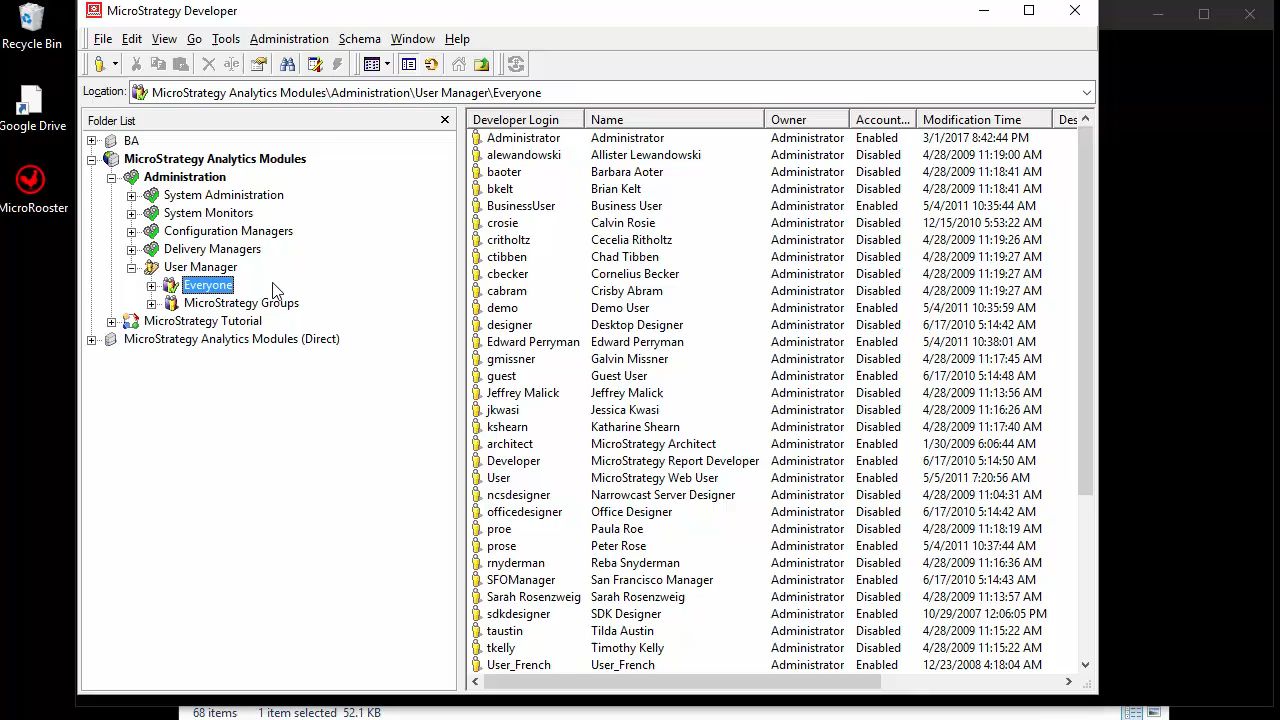 Recycle Bin
Google Drive
MicroRooster
MicroStrategy Developer
File Edit View Go Tools Administration Schema Window Help
Location: MicroStrategy Analytics Modules\Administration\User Manager\Everyone
Folder List
BA
MicroStrategy Analytics Modules
Administration
System Administration
System Monitors
Configuration Managers
Delivery Managers
User Manager
Everyone
MicroStrategy Groups
MicroStrategy Tutorial
MicroStrategy Analytics Modules (Direct)
Developer Login Name Owner Account... Modification Time Des
Administrator Administrator Administrator Enabled 3/1/2017 8:42:44 PM
alewandowski Allister Lewandowski Administrator Disabled 4/28/2009 11:19:00 AM
baoter Barbara Aoter Administrator Disabled 4/28/2009 11:18:41 AM
bkelt Brian Kelt Administrator Disabled 4/28/2009 11:18:41 AM
BusinessUser Business User Administrator Enabled 5/4/2011 10:35:44 AM
crosie Calvin Rosie Administrator Disabled 12/15/2010 5:53:22 AM
critholtz Cecelia Ritholtz Administrator Disabled 4/28/2009 11:19:26 AM
ctibben Chad Tibben Administrator Disabled 4/28/2009 11:19:27 AM
cbecker Cornelius Becker Administrator Disabled 4/28/2009 11:19:27 AM
cabram Crisby Abram Administrator Disabled 4/28/2009 11:19:27 AM
demo Demo User Administrator Enabled 5/4/2011 10:35:59 AM
designer Desktop Designer Administrator Enabled 6/17/2010 5:14:42 AM
Edward Perryman Edward Perryman Administrator Enabled 5/4/2011 10:38:01 AM
gmissner Galvin Missner Administrator Disabled 4/28/2009 11:17:45 AM
guest Guest User Administrator Enabled 6/17/2010 5:14:48 AM
Jeffrey Malick Jeffrey Malick Administrator Disabled 4/28/2009 11:13:56 AM
jkwasi Jessica Kwasi Administrator Disabled 4/28/2009 11:16:26 AM
kshearn Katharine Shearn Administrator Disabled 4/28/2009 11:17:40 AM
architect MicroStrategy Architect Administrator Enabled 1/30/2009 6:06:44 AM
Developer MicroStrategy Report Developer Administrator Enabled 6/17/2010 5:14:50 AM
User MicroStrategy Web User Administrator Enabled 5/5/2011 7:20:56 AM
ncsdesigner Narrowcast Server Designer Administrator Disabled 4/28/2009 11:04:31 AM
officedesigner Office Designer Administrator Disabled 6/17/2010 5:14:42 AM
proe Paula Roe Administrator Disabled 4/28/2009 11:18:19 AM
prose Peter Rose Administrator Enabled 5/4/2011 10:37:44 AM
rnyderman Reba Snyderman Administrator Disabled 4/28/2009 11:16:36 AM
SFOManager San Francisco Manager Administrator Enabled 6/17/2010 5:14:43 AM
Sarah Rosenzweig Sarah Rosenzweig Administrator Disabled 4/28/2009 11:13:57 AM
sdkdesigner SDK Designer Administrator Enabled 10/29/2007 12:06:05 PM
taustin Tilda Austin Administrator Disabled 4/28/2009 11:15:22 AM
tkelly Timothy Kelly Administrator Disabled 4/28/2009 11:15:22 AM
User_French User_French Administrator Enabled 12/23/2008 4:18:04 AM
68 items 1 item selected 52.1 KB